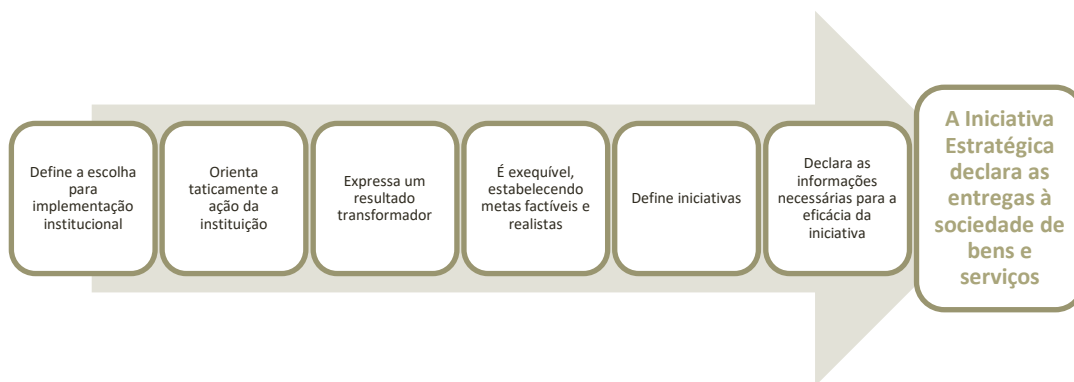 Define a escolha
para
implementação
institucional
Orienta
taticamente a
ação da
instituição
Expressa um
resultado
transformador
É exequível,
estabelecendo
metas factíveis e
realistas
Define iniciativas
Declara as
informações
necessárias para a
eficácia da
iniciativa
A Iniciativa
Estratégica
declara as
entregas à
sociedade de
bens e
serviços